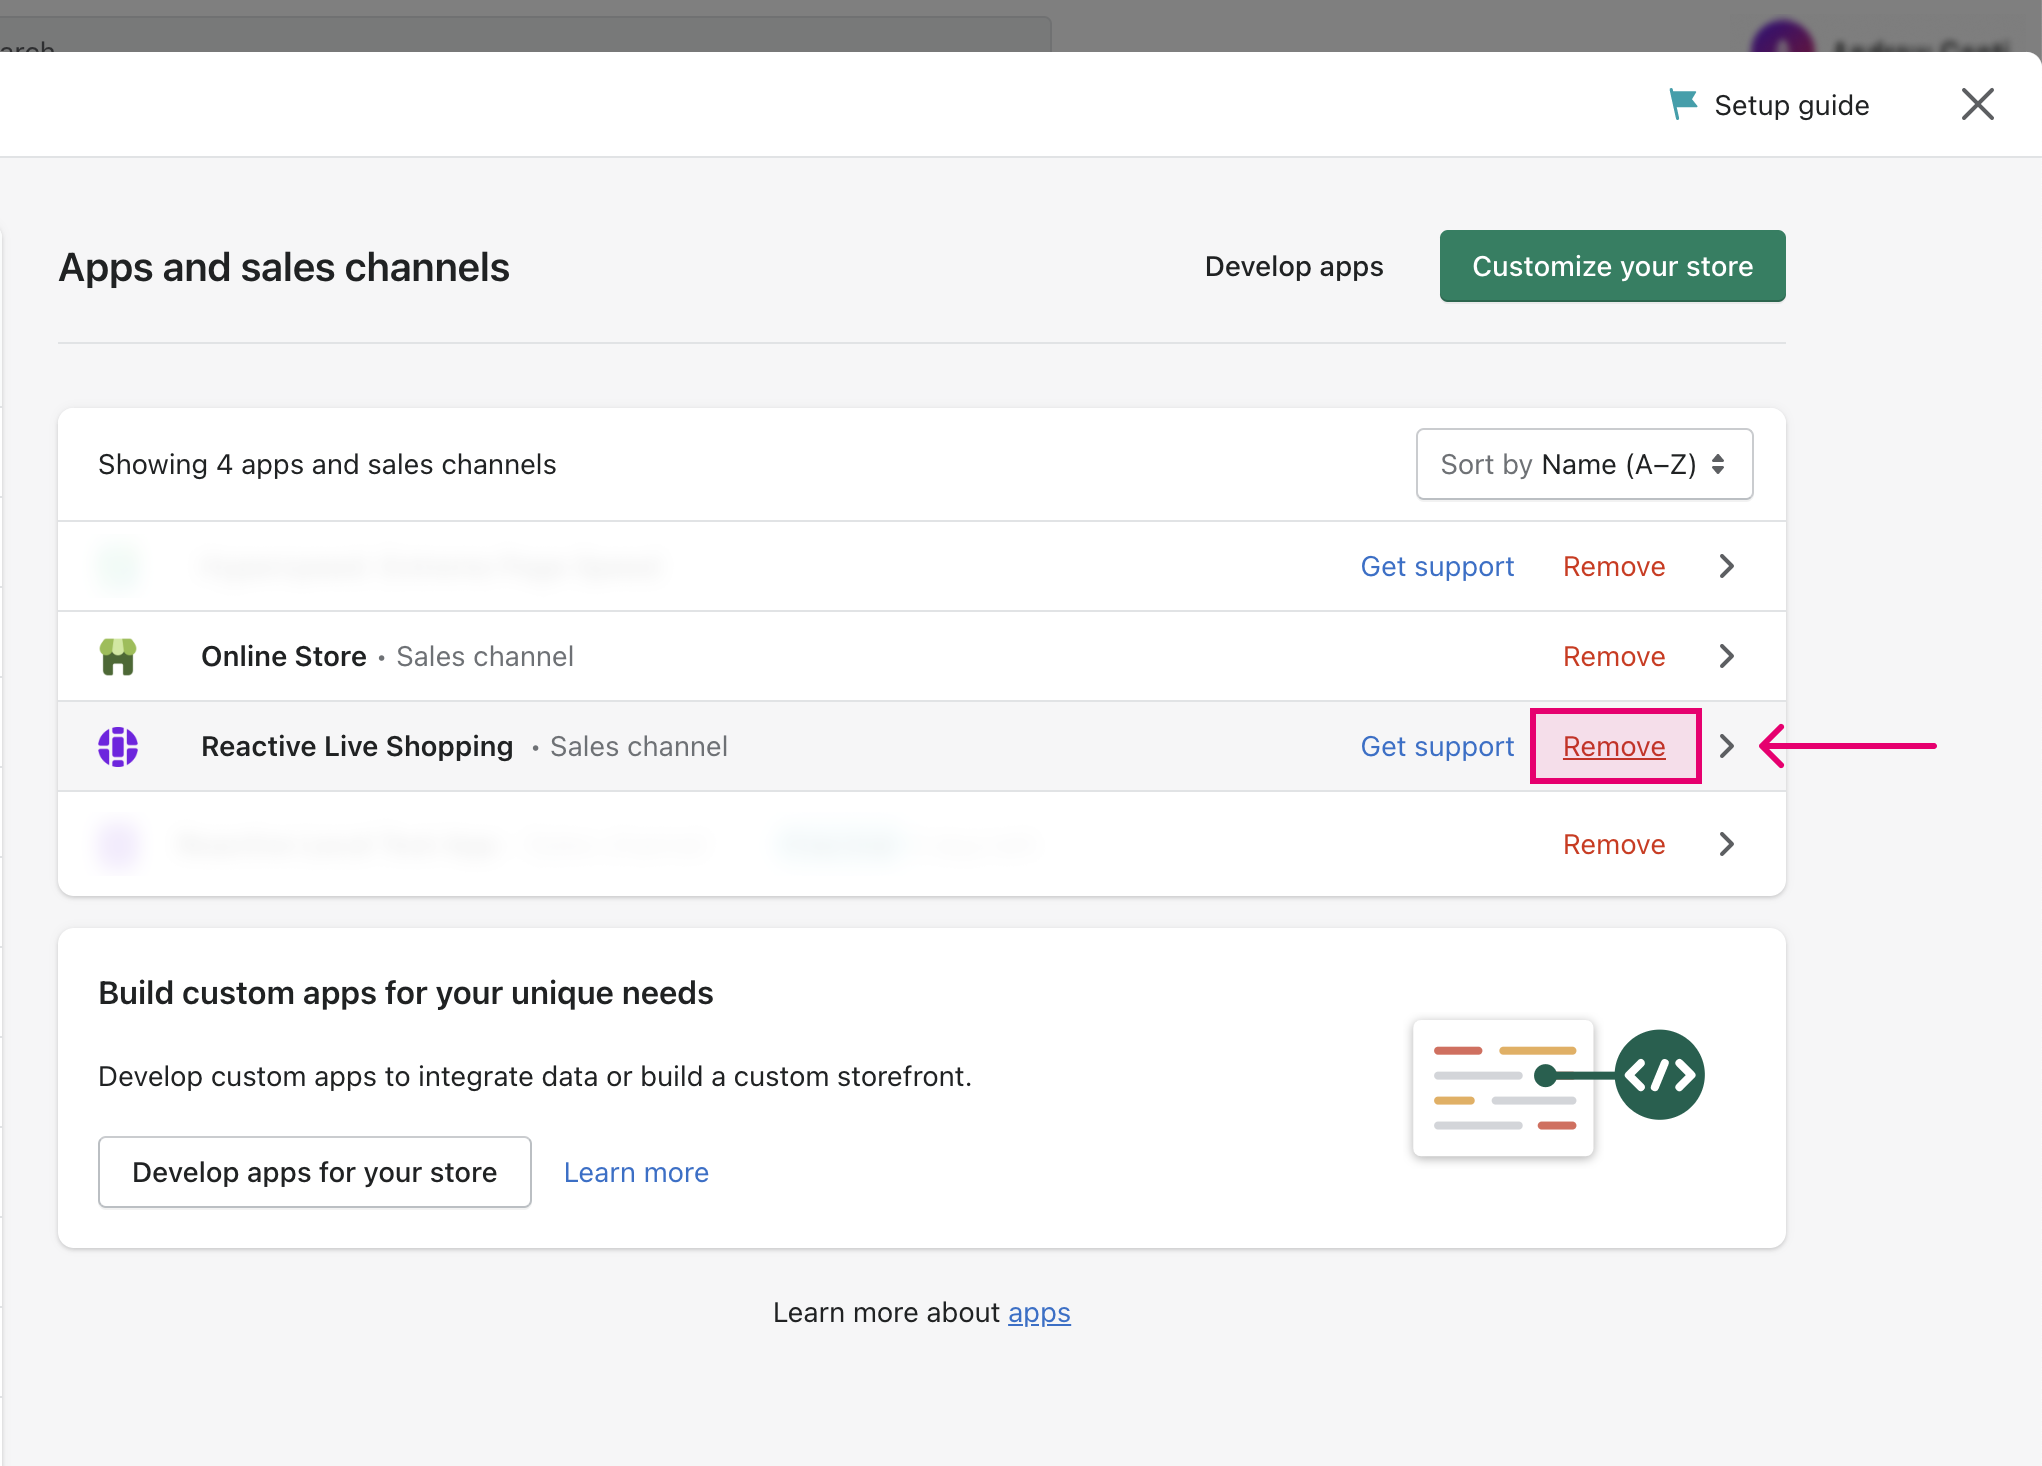 Setup guide
Apps and sales channels
Develop apps
Customize your store
Showing 4 apps and sales channels
Sort by Name (A–Z)
Get support Remove
Online Store • Sales channel
Remove
Reactive Live Shopping • Sales channel
Get support Remove
Remove
Build custom apps for your unique needs
Develop custom apps to integrate data or build a custom storefront.
Develop apps for your store
Learn more
</>
Learn more about apps